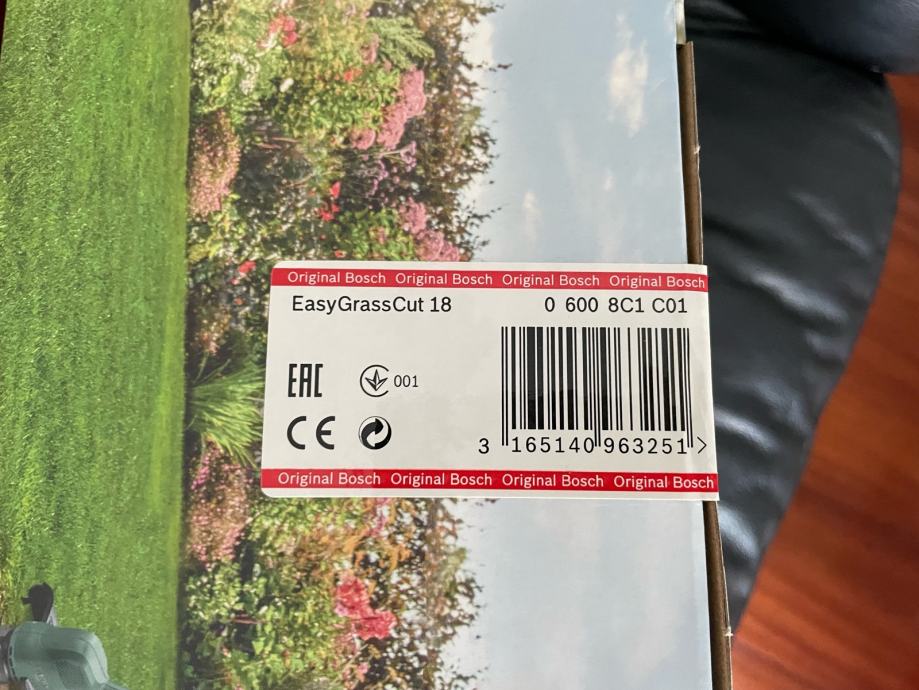 Original Bosch Original Bosch Original Bosch Original Bosch
EasyGrassCut 18 0 600 8C1 C01
EAC 001
CE
3 165140 963251 >
Original Bosch Original Bosch Original Bosch Original Bosch